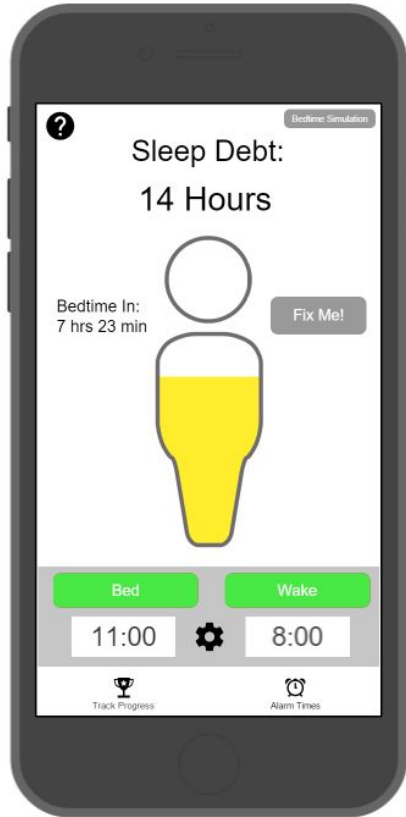 ?
Bedtime Simulation
Sleep Debt:
14 Hours
Bedtime In:
7 hrs 23 min
Fix Me!
Bed
Wake
11:00
8:00
Track Progress
Alarm Times